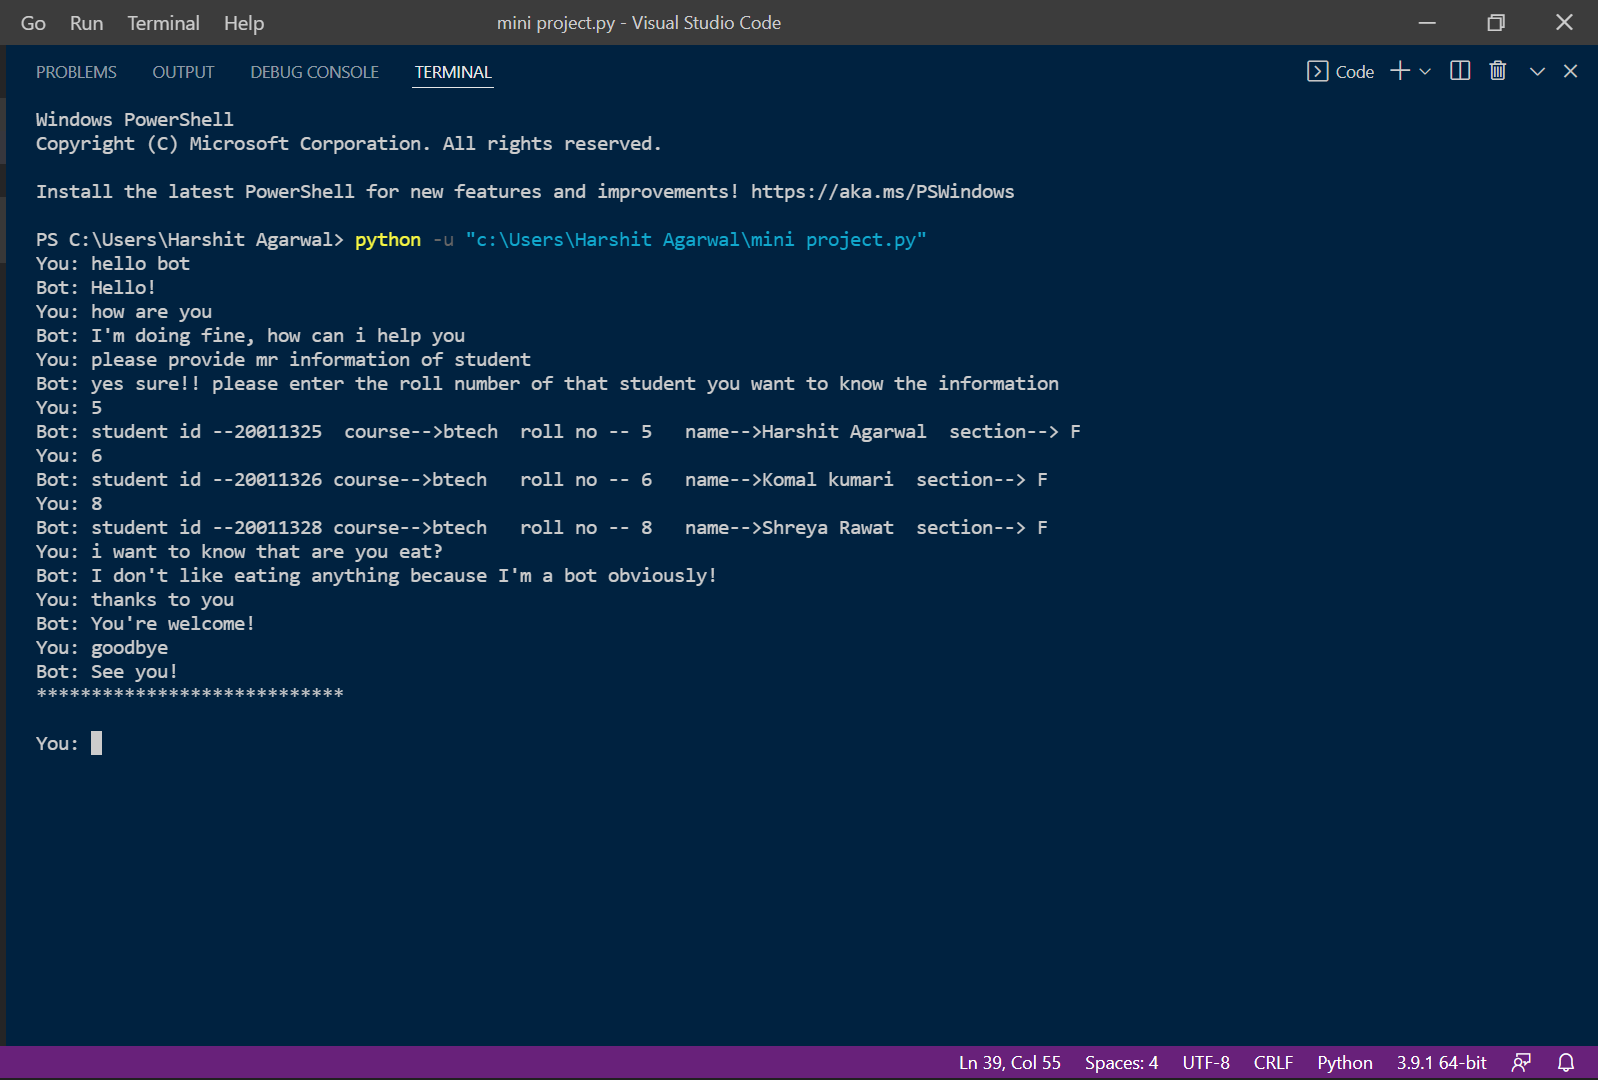 Go Run Terminal Help mini project.py - Visual Studio Code
PROBLEMS OUTPUT DEBUG CONSOLE TERMINAL Code
Windows PowerShell
Copyright (C) Microsoft Corporation. All rights reserved.
Install the latest PowerShell for new features and improvements! https://aka.ms/PSWindows
PS C:\Users\Harshit Agarwal> python -u "c:\Users\Harshit Agarwal\mini project.py"
You: hello bot
Bot: Hello!
You: how are you
Bot: I'm doing fine, how can i help you
You: please provide mr information of student
Bot: yes sure!! please enter the roll number of that student you want to know the information
You: 5
Bot: student id --20011325  course-->btech  roll no -- 5   name-->Harshit Agarwal  section--> F
You: 6
Bot: student id --20011326 course-->btech   roll no -- 6   name-->Komal kumari  section--> F
You: 8
Bot: student id --20011328 course-->btech   roll no -- 8   name-->Shreya Rawat  section--> F
You: i want to know that are you eat?
Bot: I don't like eating anything because I'm a bot obviously!
You: thanks to you
Bot: You're welcome!
You: goodbye
Bot: See you!
****************************
You:
Ln 39, Col 55 Spaces: 4 UTF-8 CRLF Python 3.9.1 64-bit